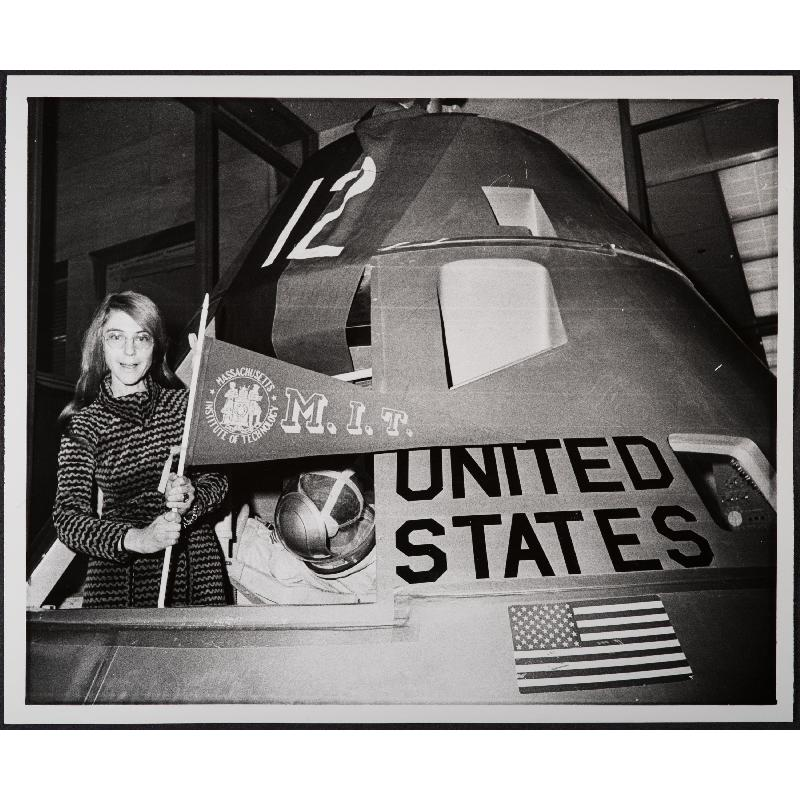 12
MASSACHUSETTS
INSTITUTE OF TECHNOLOGY
M.I.T.
UNITED
STATES